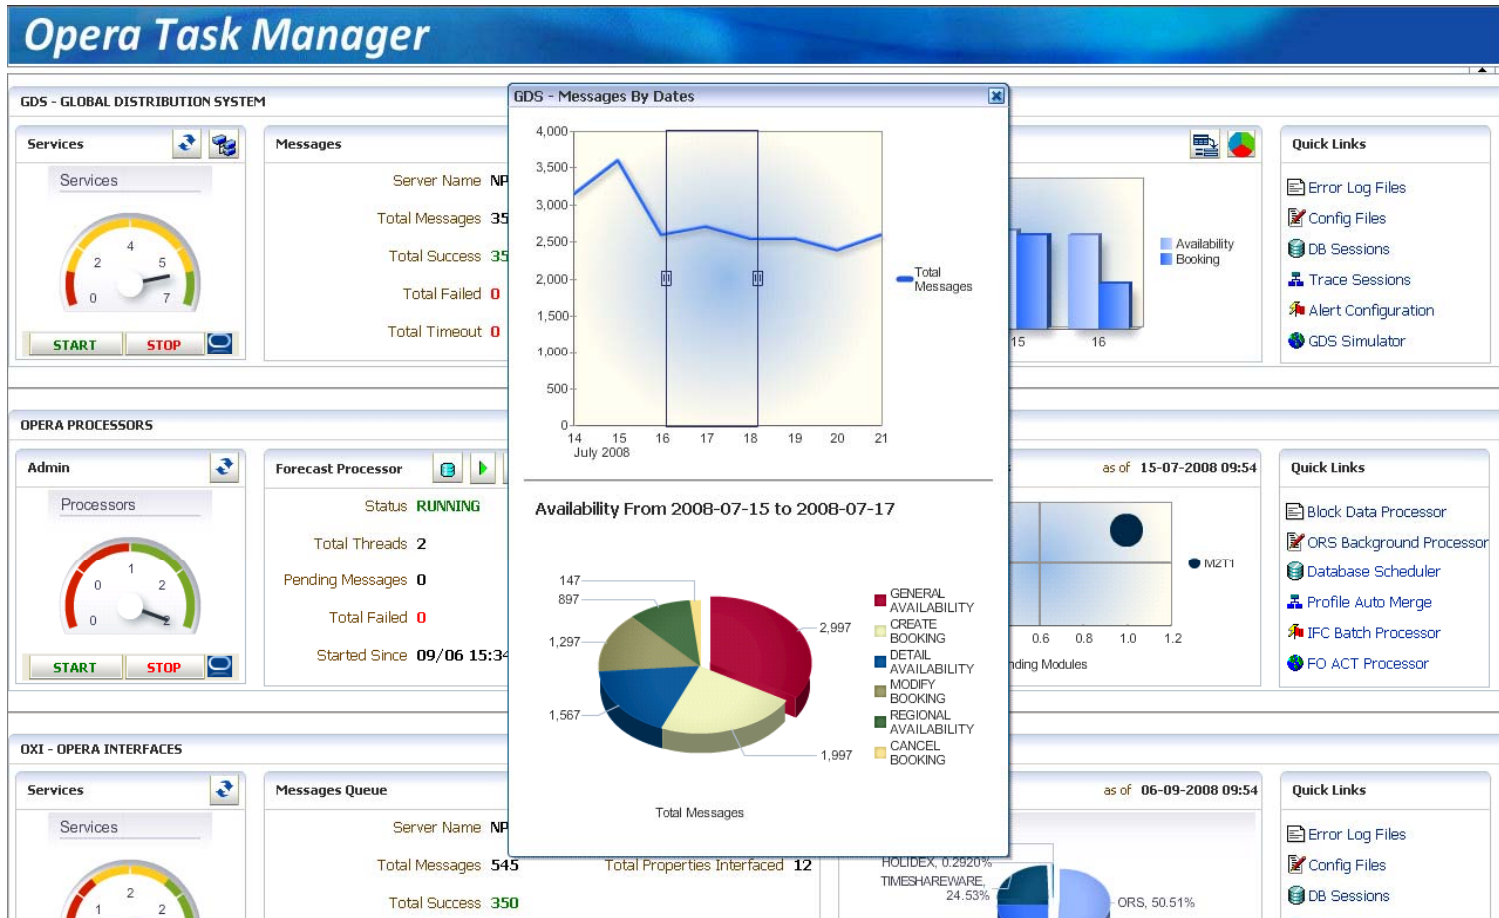 Opera Task Manager
GDS - GLOBAL DISTRIBUTION SYSTEM
Services
Services
4
2
5
0
7
START
STOP
Messages
Server Name NP
Total Messages 35
Total Success 35
Total Failed 0
Total Timeout 0
GDS - Messages By Dates
4,000
3,500
3,000
2,500
2,000
1,500
1,000
500
0
14 15 16 17 18 19 20 21
July 2008
Total
Messages
Availability From 2008-07-15 to 2008-07-17
147
897
1,297
1,567
2,997
1,997
GENERAL
AVAILABILITY
CREATE
BOOKING
DETAIL
AVAILABILITY
MODIFY
BOOKING
REGIONAL
AVAILABILITY
CANCEL
BOOKING
Total Messages
Availability
Booking
15 16
Quick Links
Error Log Files
Config Files
DB Sessions
Trace Sessions
Alert Configuration
GDS Simulator
OPERA PROCESSORS
Admin
Processors
1
0
2
0
2
START
STOP
Forecast Processor
Status RUNNING
Total Threads 2
Pending Messages 0
Total Failed 0
Started Since 09/06 15:34
as of 15-07-2008 09:54
M2T1
0.6 0.8 1.0 1.2
nding Modules
Quick Links
Block Data Processor
ORS Background Processor
Database Scheduler
Profile Auto Merge
IFC Batch Processor
FO ACT Processor
OXI - OPERA INTERFACES
Services
Services
2
1
2
Messages Queue
Server Name NP
Total Messages 545
Total Success 350
Total Properties Interfaced 12
as of 06-09-2008 09:54
HOLIDEX, 0.2920%
TIMESHAREWARE,
24.53%
ORS, 50.51%
Quick Links
Error Log Files
Config Files
DB Sessions